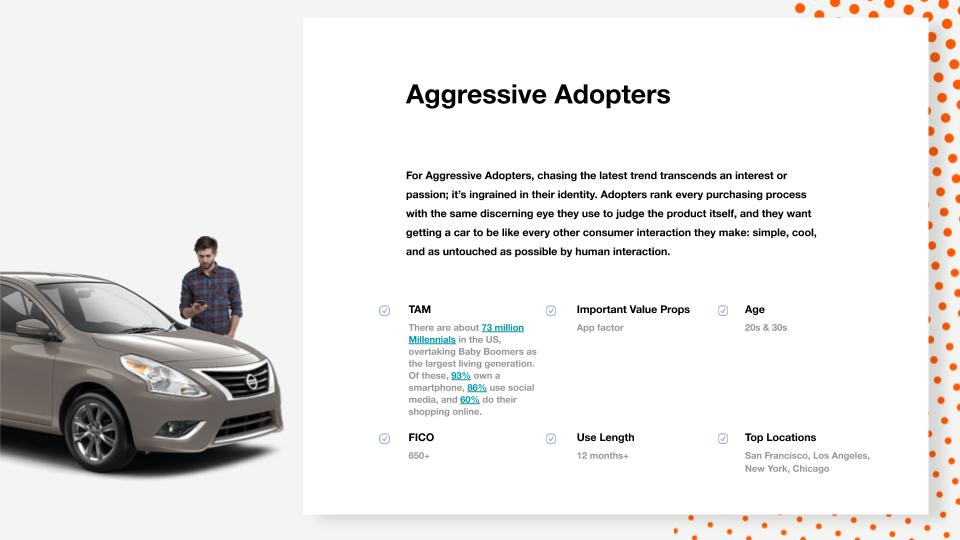 Aggressive Adopters
For Aggressive Adopters, chasing the latest trend transcends an interest or
passion; it’s ingrained in their identity. Adopters rank every purchasing process
with the same discerning eye they use to judge the product itself, and they want
getting a car to be like every other consumer interaction they make: simple, cool,
and as untouched as possible by human interaction.
TAM
There are about 73 million
Millennials in the US,
overtaking Baby Boomers as
the largest living generation.
Of these, 93% own a
smartphone, 86% use social
media, and 60% do their
shopping online.
Important Value Props
App factor
Age
20s & 30s
FICO
650+
Use Length
12 months+
Top Locations
San Francisco, Los Angeles,
New York, Chicago